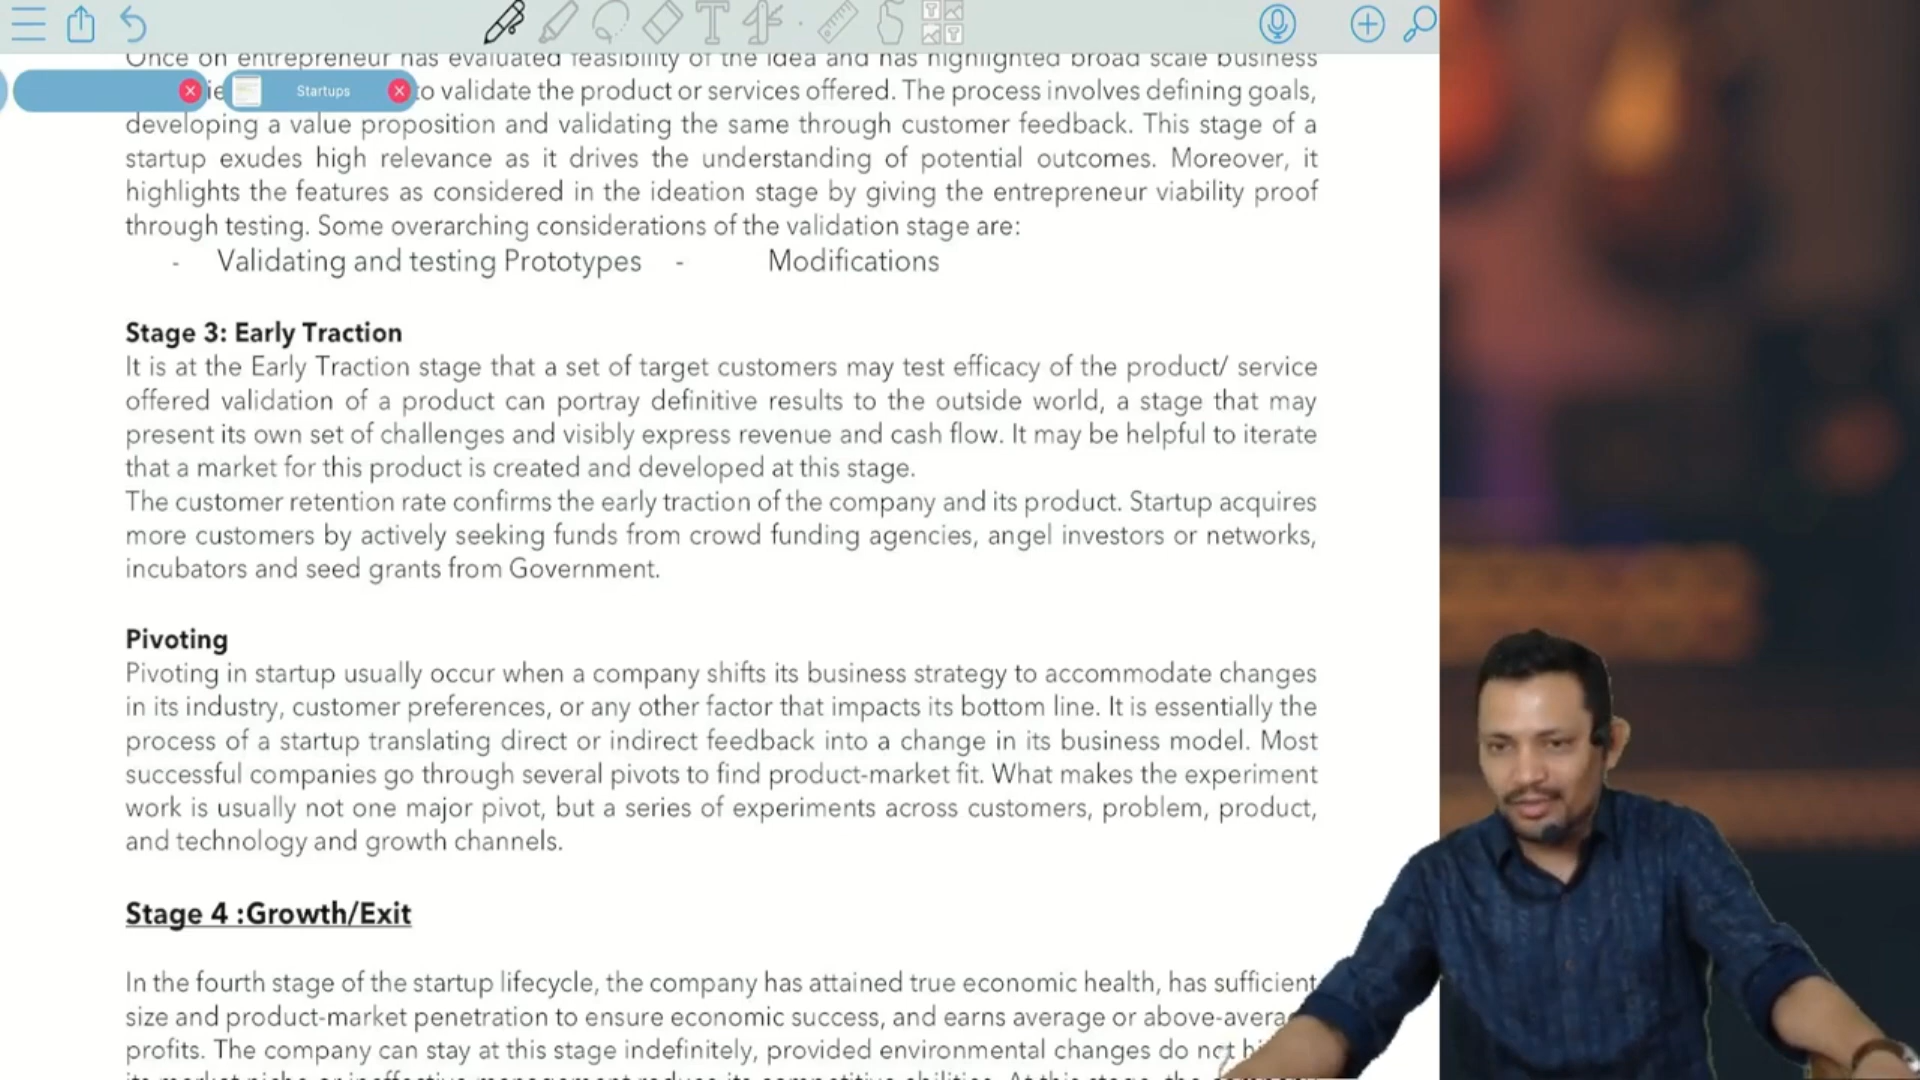 Once on entrepreneur has evaluated feasibility of the idea and has highlighted broad scale business
Startups
to validate the product or services offered. The process involves defining goals,
developing a value proposition and validating the same through customer feedback. This stage of a
startup exudes high relevance as it drives the understanding of potential outcomes. Moreover, it
highlights the features as considered in the ideation stage by giving the entrepreneur viability proof
through testing. Some overarching considerations of the validation stage are:
- Validating and testing Prototypes - Modifications
Stage 3: Early Traction
It is at the Early Traction stage that a set of target customers may test efficacy of the product/ service
offered validation of a product can portray definitive results to the outside world, a stage that may
present its own set of challenges and visibly express revenue and cash flow. It may be helpful to iterate
that a market for this product is created and developed at this stage.
The customer retention rate confirms the early traction of the company and its product. Startup acquires
more customers by actively seeking funds from crowd funding agencies, angel investors or networks,
incubators and seed grants from Government.
Pivoting
Pivoting in startup usually occur when a company shifts its business strategy to accommodate changes
in its industry, customer preferences, or any other factor that impacts its bottom line. It is essentially the
process of a startup translating direct or indirect feedback into a change in its business model. Most
successful companies go through several pivots to find product-market fit. What makes the experiment
work is usually not one major pivot, but a series of experiments across customers, problem, product,
and technology and growth channels.
Stage 4 :Growth/Exit
In the fourth stage of the startup lifecycle, the company has attained true economic health, has sufficient
size and product-market penetration to ensure economic success, and earns average or
profits. The company can stay at this stage indefinitely, provided environmental changes do not